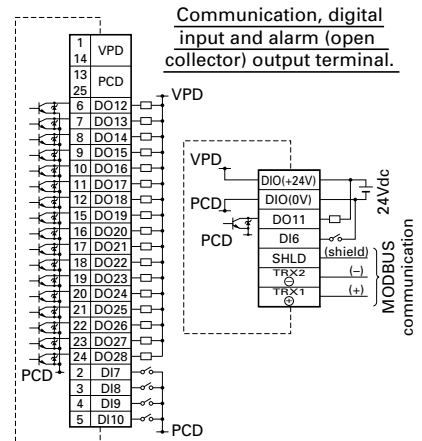 Communication, digital
input and alarm (open
collector) output terminal.
1
14 VPD
13
25 PCD
VPD
6 DO12
7 DO13
8 DO14
9 DO15
10 DO16
11 DO17
12 DO18
15 DO19
16 DO20
17 DO21
18 DO22
19 DO23
20 DO24
21 DO25
22 DO26
23 DO27
24 DO28
PCD
2 DI7
3 DI8
4 DI9
5 DI10
PCD
VPD
DIO(+24V)
PCD
DIO(0V)
24Vdc
DO11
PCD
DI6
SHLD (shield)
TRX2 (−)
⊖
TRX1 (+)
⊕
MODBUS
communication